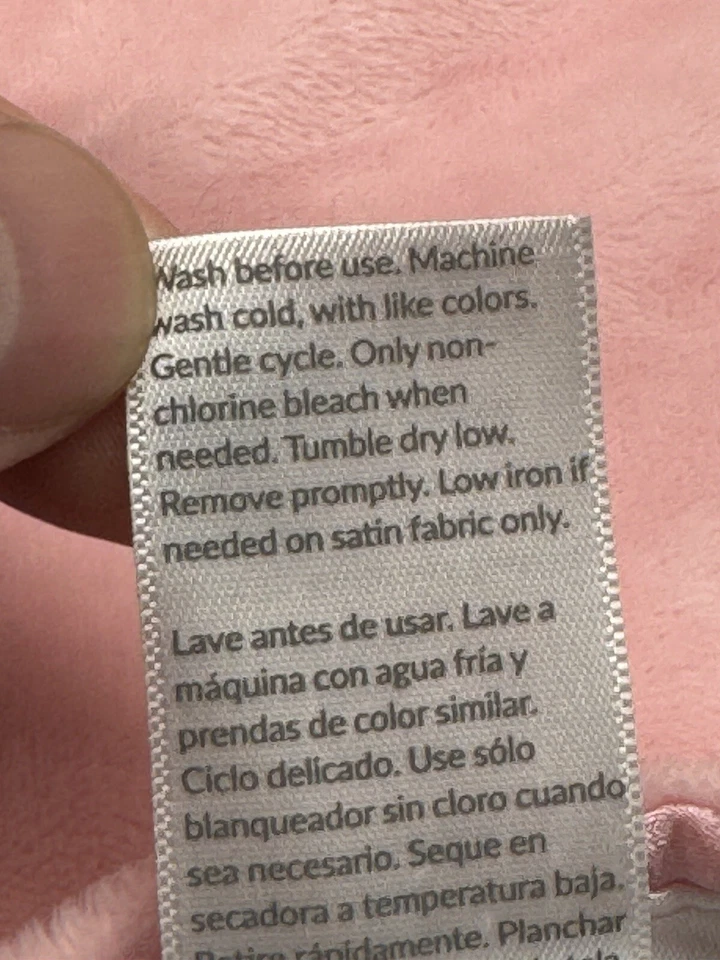 Wash before use. Machine
wash cold, with like colors.
Gentle cycle. Only non-
chlorine bleach when
needed. Tumble dry low.
Remove promptly. Low iron if
needed on satin fabric only.
Lave antes de usar. Lave a
máquina con agua fría y
prendas de color similar.
Ciclo delicado. Use sólo
blanqueador sin cloro cuando
sea necesario. Seque en
secadora a temperatura baja.
Retire rápidamente. Planchar